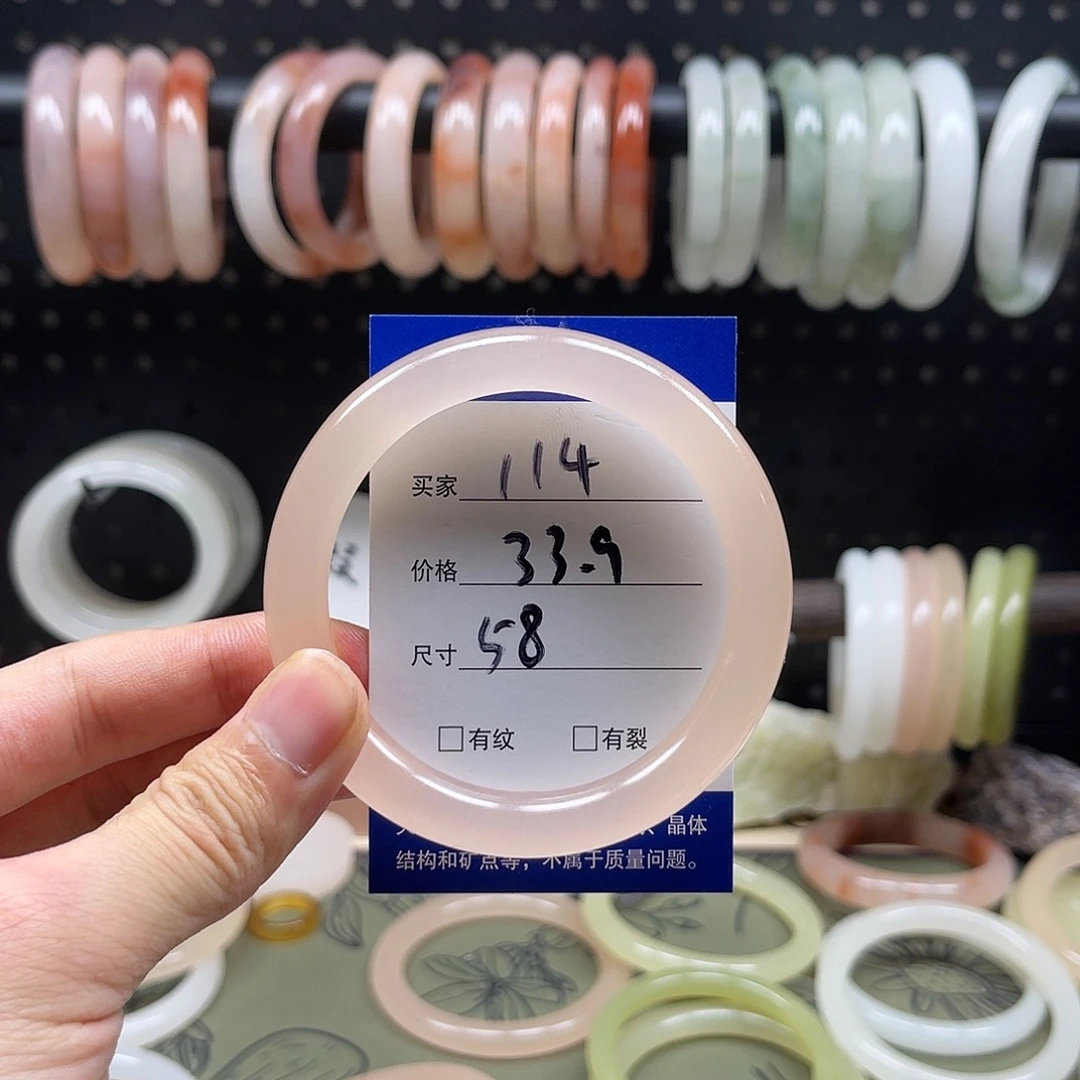 买家 114
价格 33.9
尺寸 58
□有纹 □有裂
晶体
结构和矿点等，不属于质量问题。